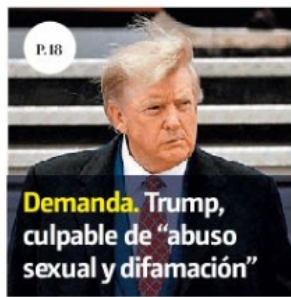 P. 18
Demanda. Trump,
culpable de “abuso
sexual y difamación”